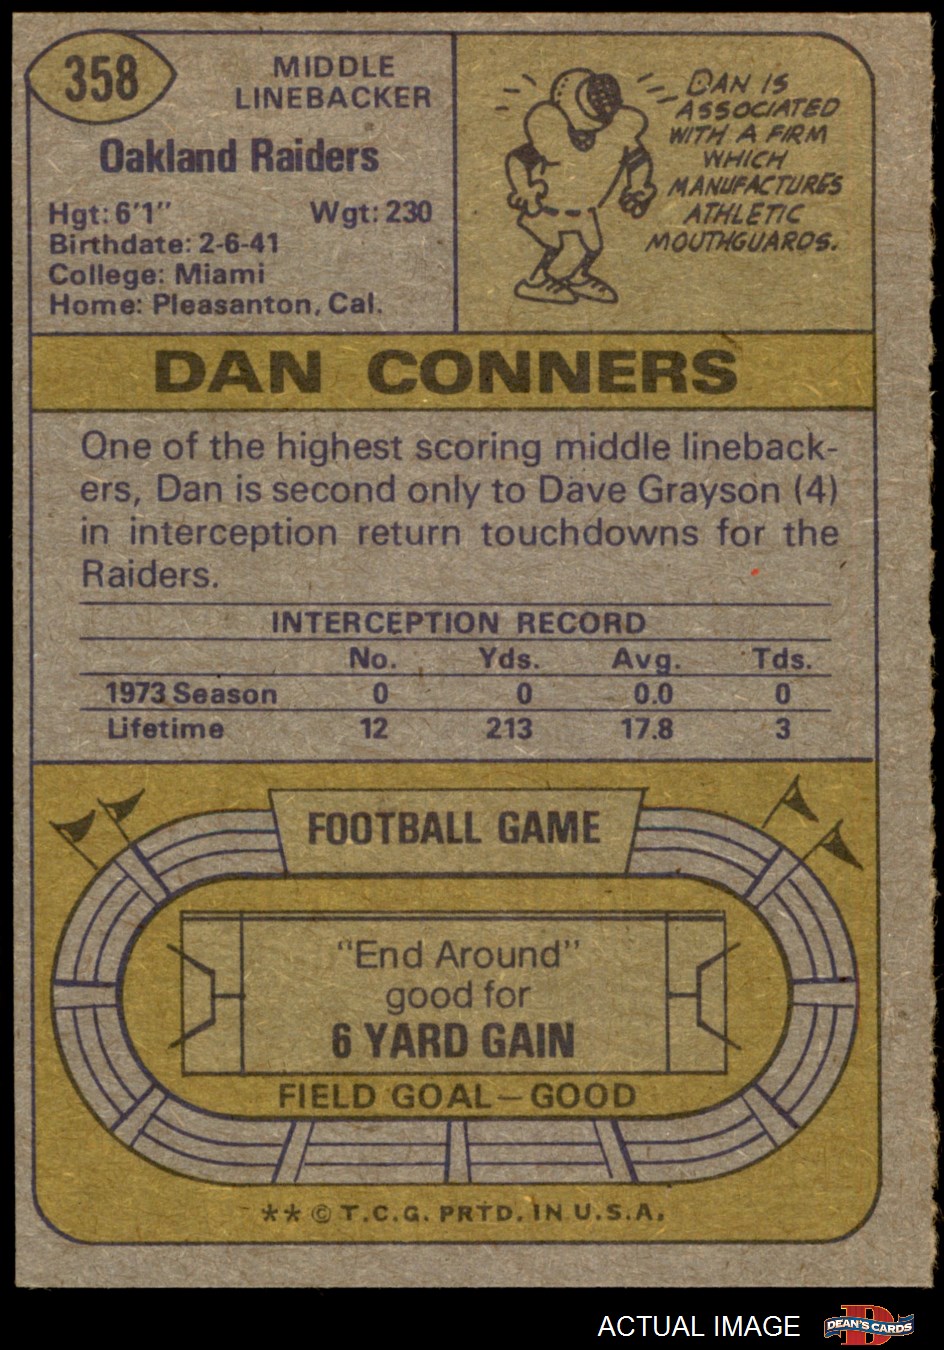 358
MIDDLE
LINEBACKER
Oakland Raiders
Hgt: 6'1" Wgt: 230
Birthdate: 2-6-41
College: Miami
Home: Pleasanton, Cal.
DAN IS
ASSOCIATED
WITH A FIRM
WHICH
MANUFACTURES
ATHLETIC
MOUTHGUARDS.
DAN CONNERS
One of the highest scoring middle lineback-
ers, Dan is second only to Dave Grayson (4)
in interception return touchdowns for the
Raiders.
INTERCEPTION RECORD
No. Yds. Avg. Tds.
1973 Season 0 0 0.0 0
Lifetime 12 213 17.8 3
FOOTBALL GAME
"End Around"
good for
6 YARD GAIN
FIELD GOAL—GOOD
**© T.C.G. PRTD. IN U.S.A.
ACTUAL IMAGE
D
DEAN'S CARDS